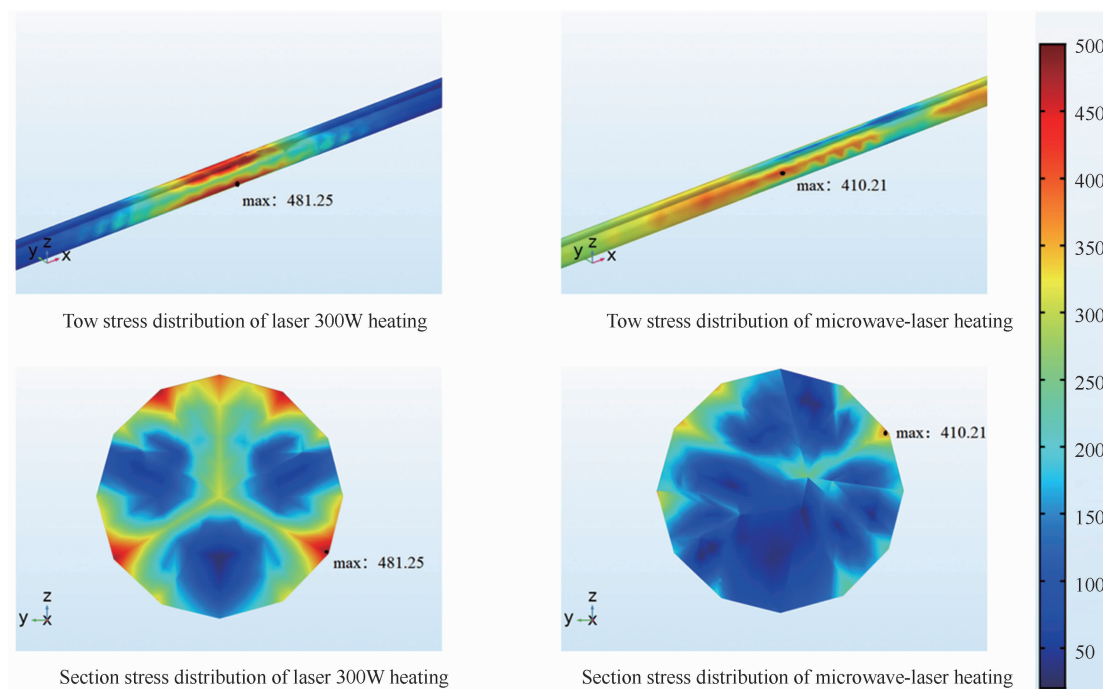 max: 481.25
z
y
x
Tow stress distribution of laser 300W heating
max: 410.21
z
y
x
Tow stress distribution of microwave-laser heating
max: 481.25
z
y
x
Section stress distribution of laser 300W heating
max: 410.21
z
y
x
Section stress distribution of microwave-laser heating
500
450
400
350
300
250
200
150
100
50